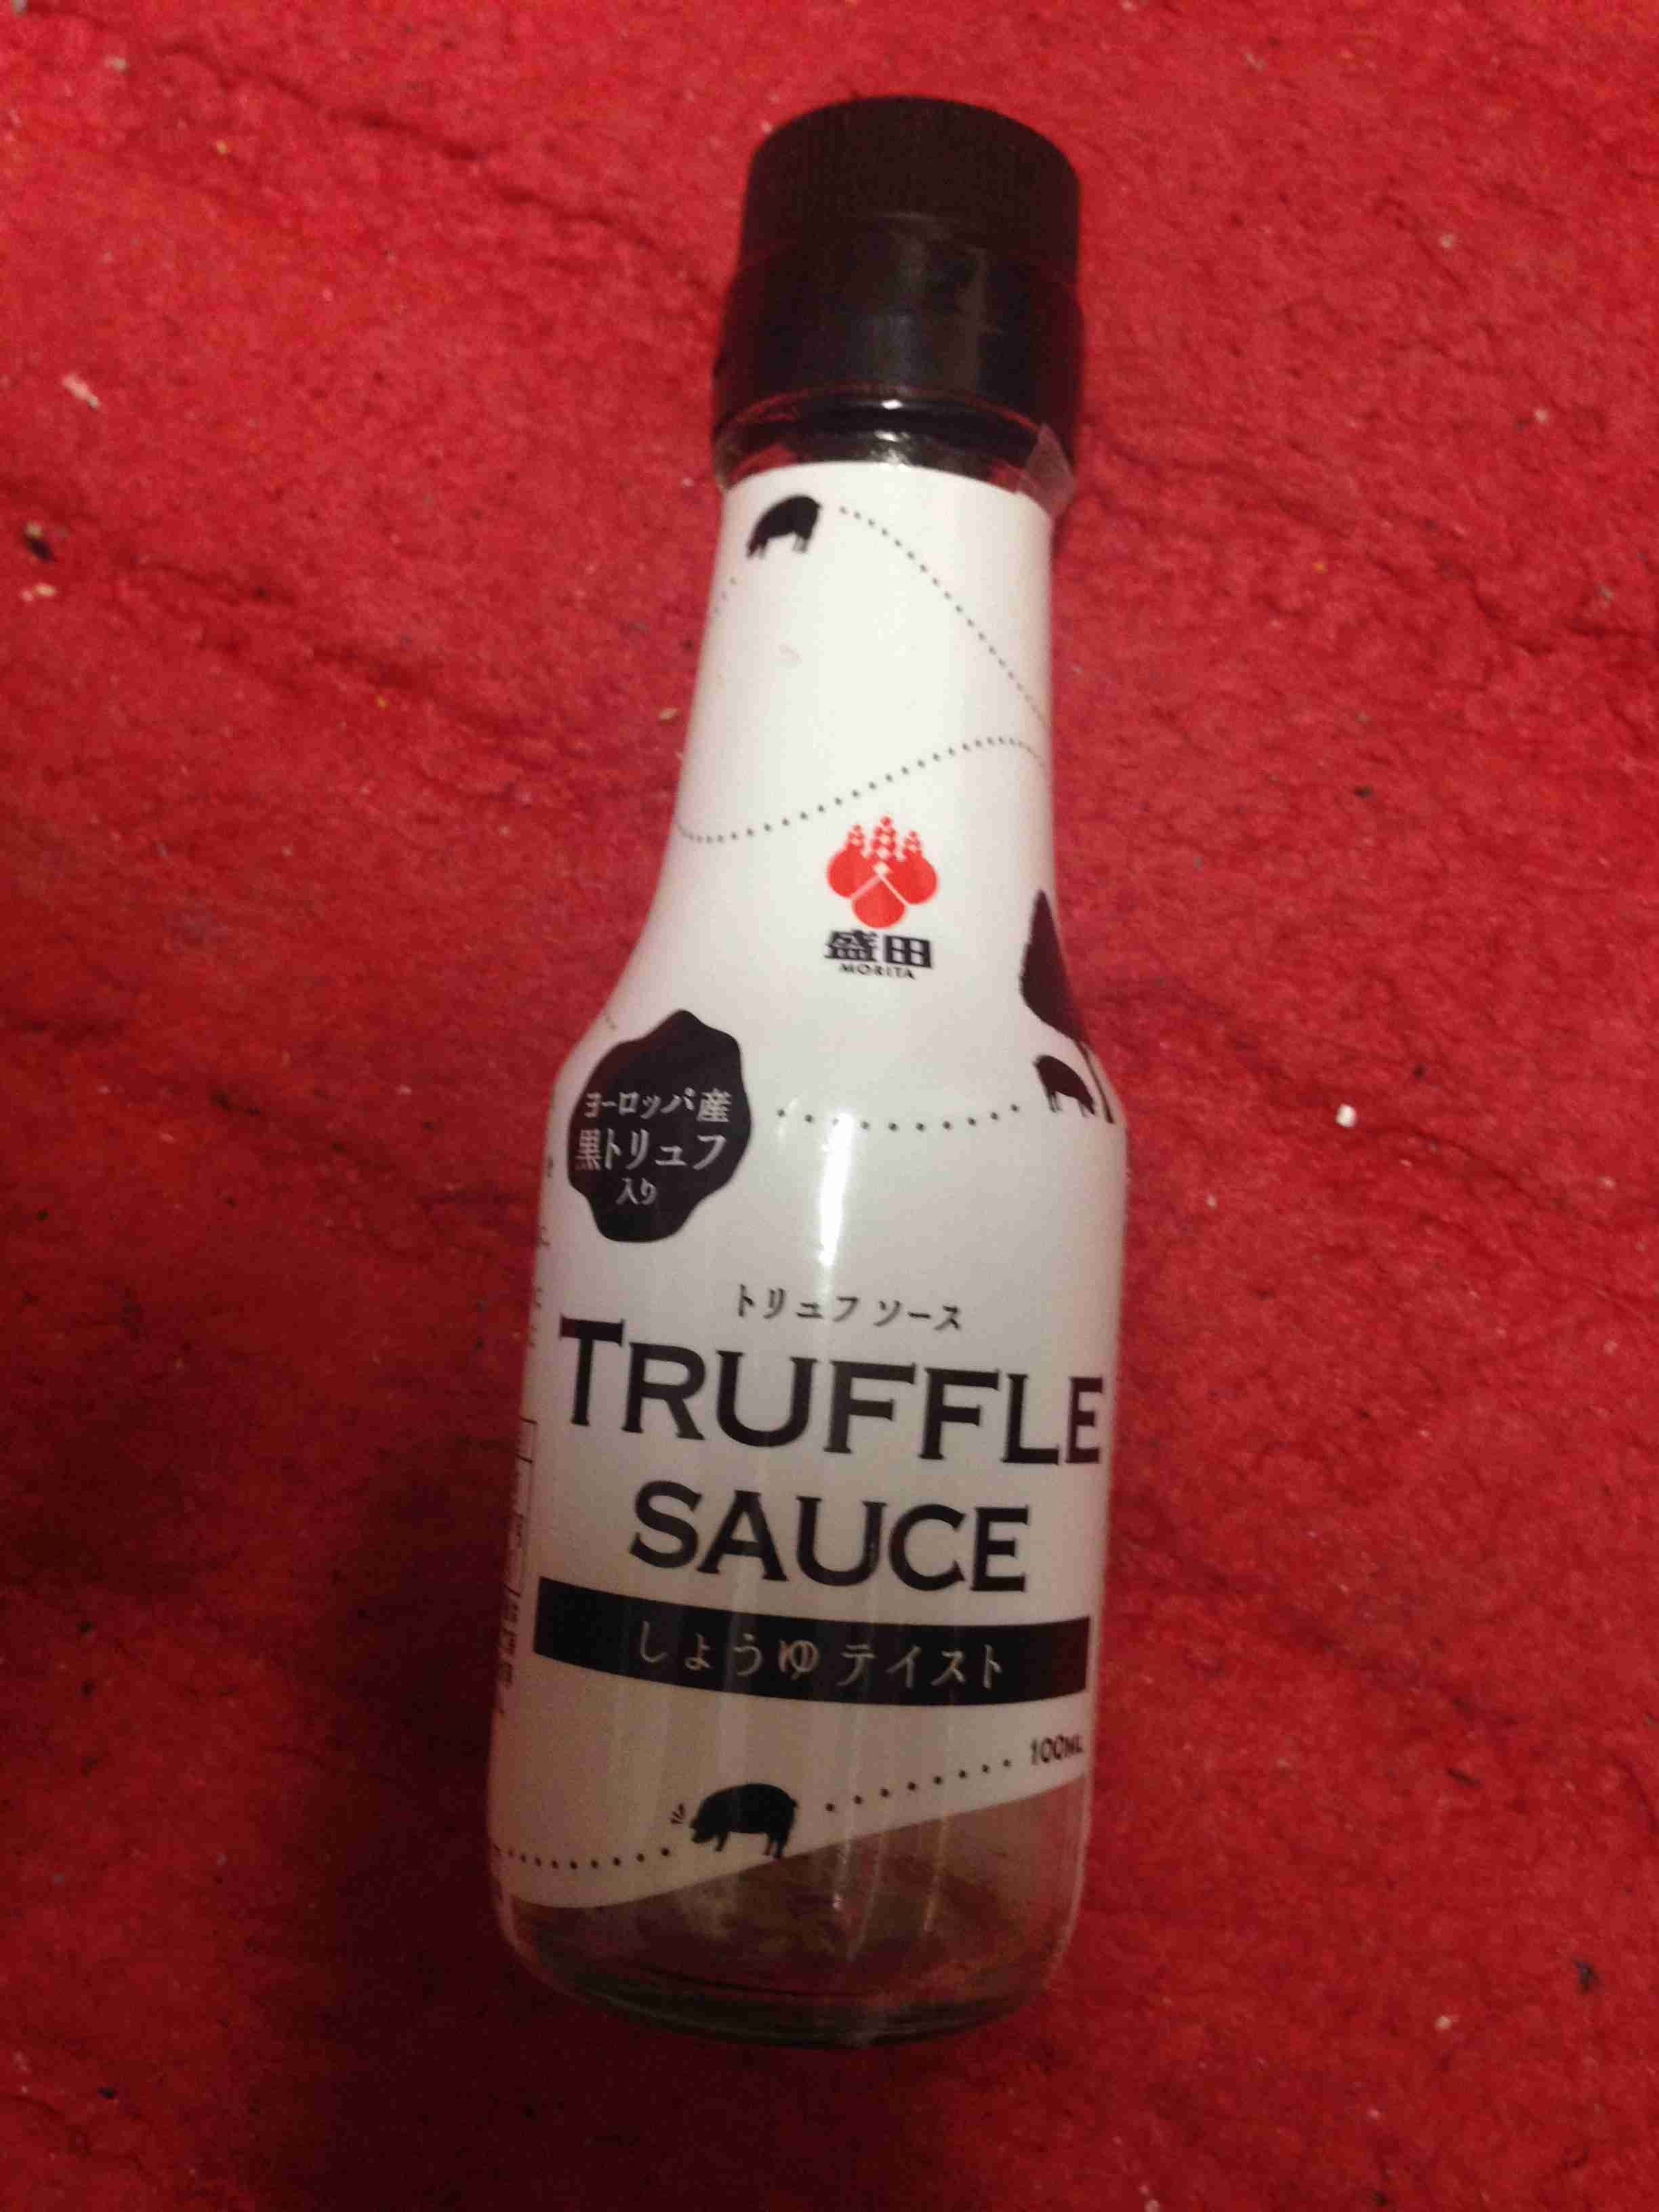 盛田
MORITA
ヨーロッパ産
黒トリュフ
入り
トリュフソース
TRUFFLE
SAUCE
しょうゆテイスト
100ML